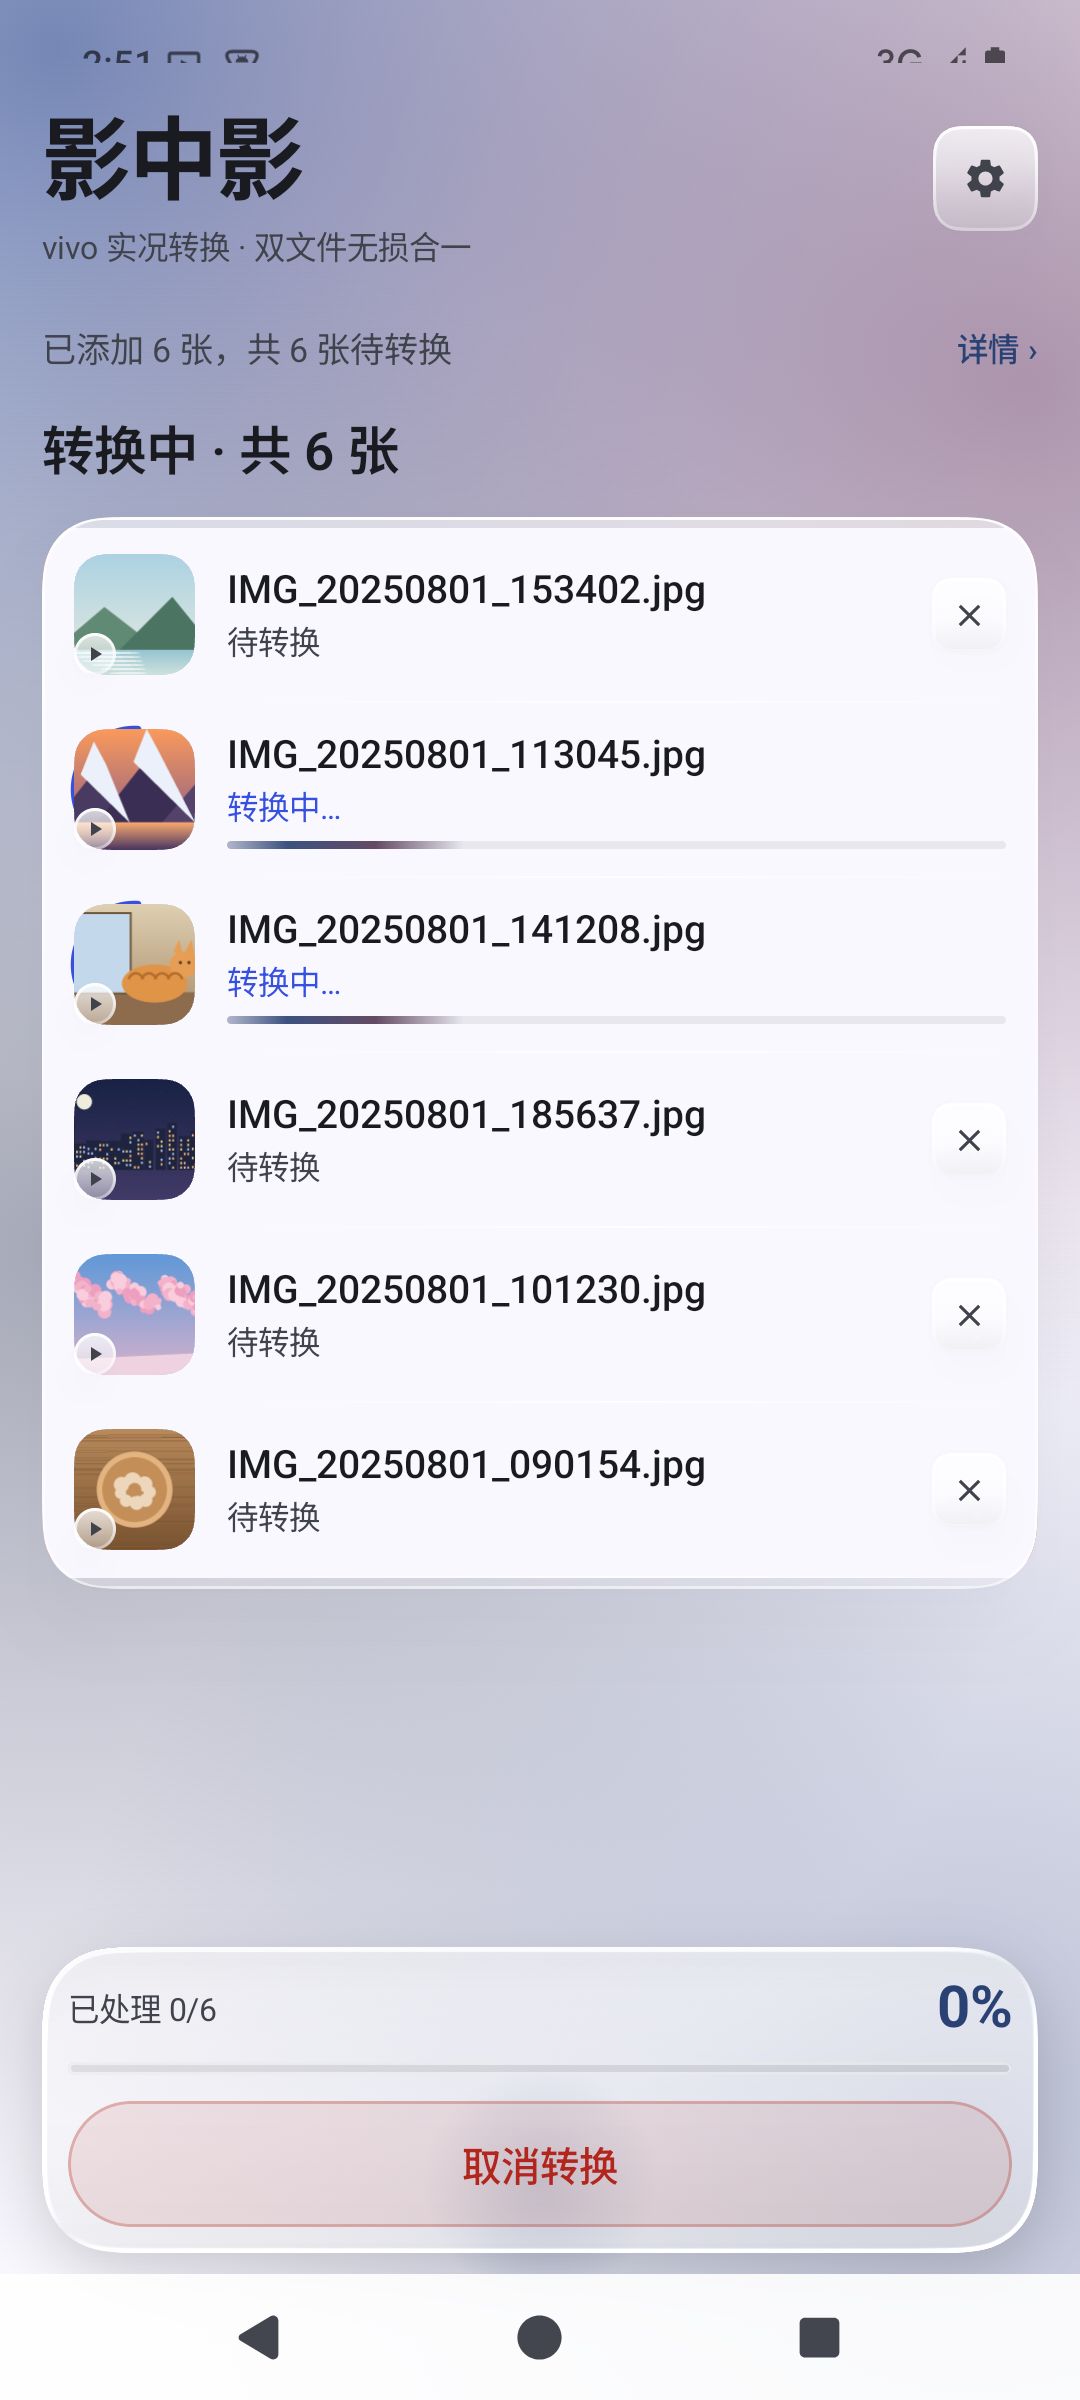 2:51
3G
影中影
vivo 实况转换 · 双文件无损合一
已添加 6 张，共 6 张待转换
详情 ›
转换中 · 共 6 张
IMG_20250801_153402.jpg
待转换
IMG_20250801_113045.jpg
转换中...
IMG_20250801_141208.jpg
转换中...
IMG_20250801_185637.jpg
待转换
IMG_20250801_101230.jpg
待转换
IMG_20250801_090154.jpg
待转换
已处理 0/6
0%
取消转换